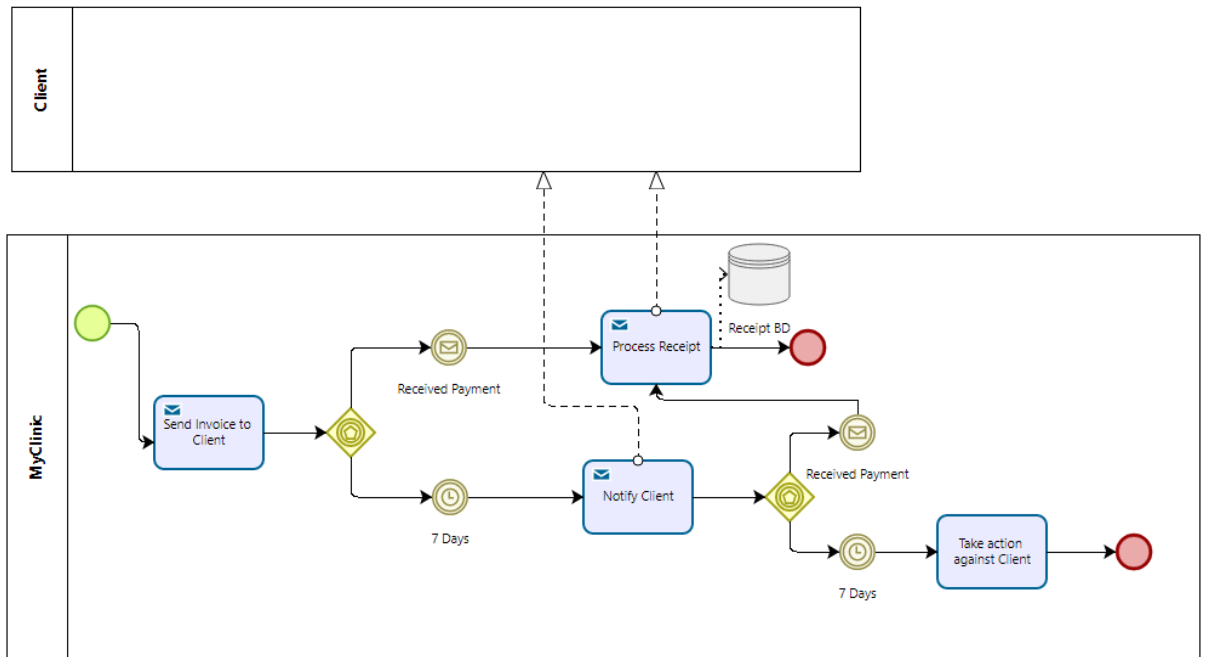 Client
MyClinic
Receipt BD
Process Receipt
Received Payment
Send Invoice to
Client
Received Payment
Notify Client
7 Days
Take action
against Client
7 Days